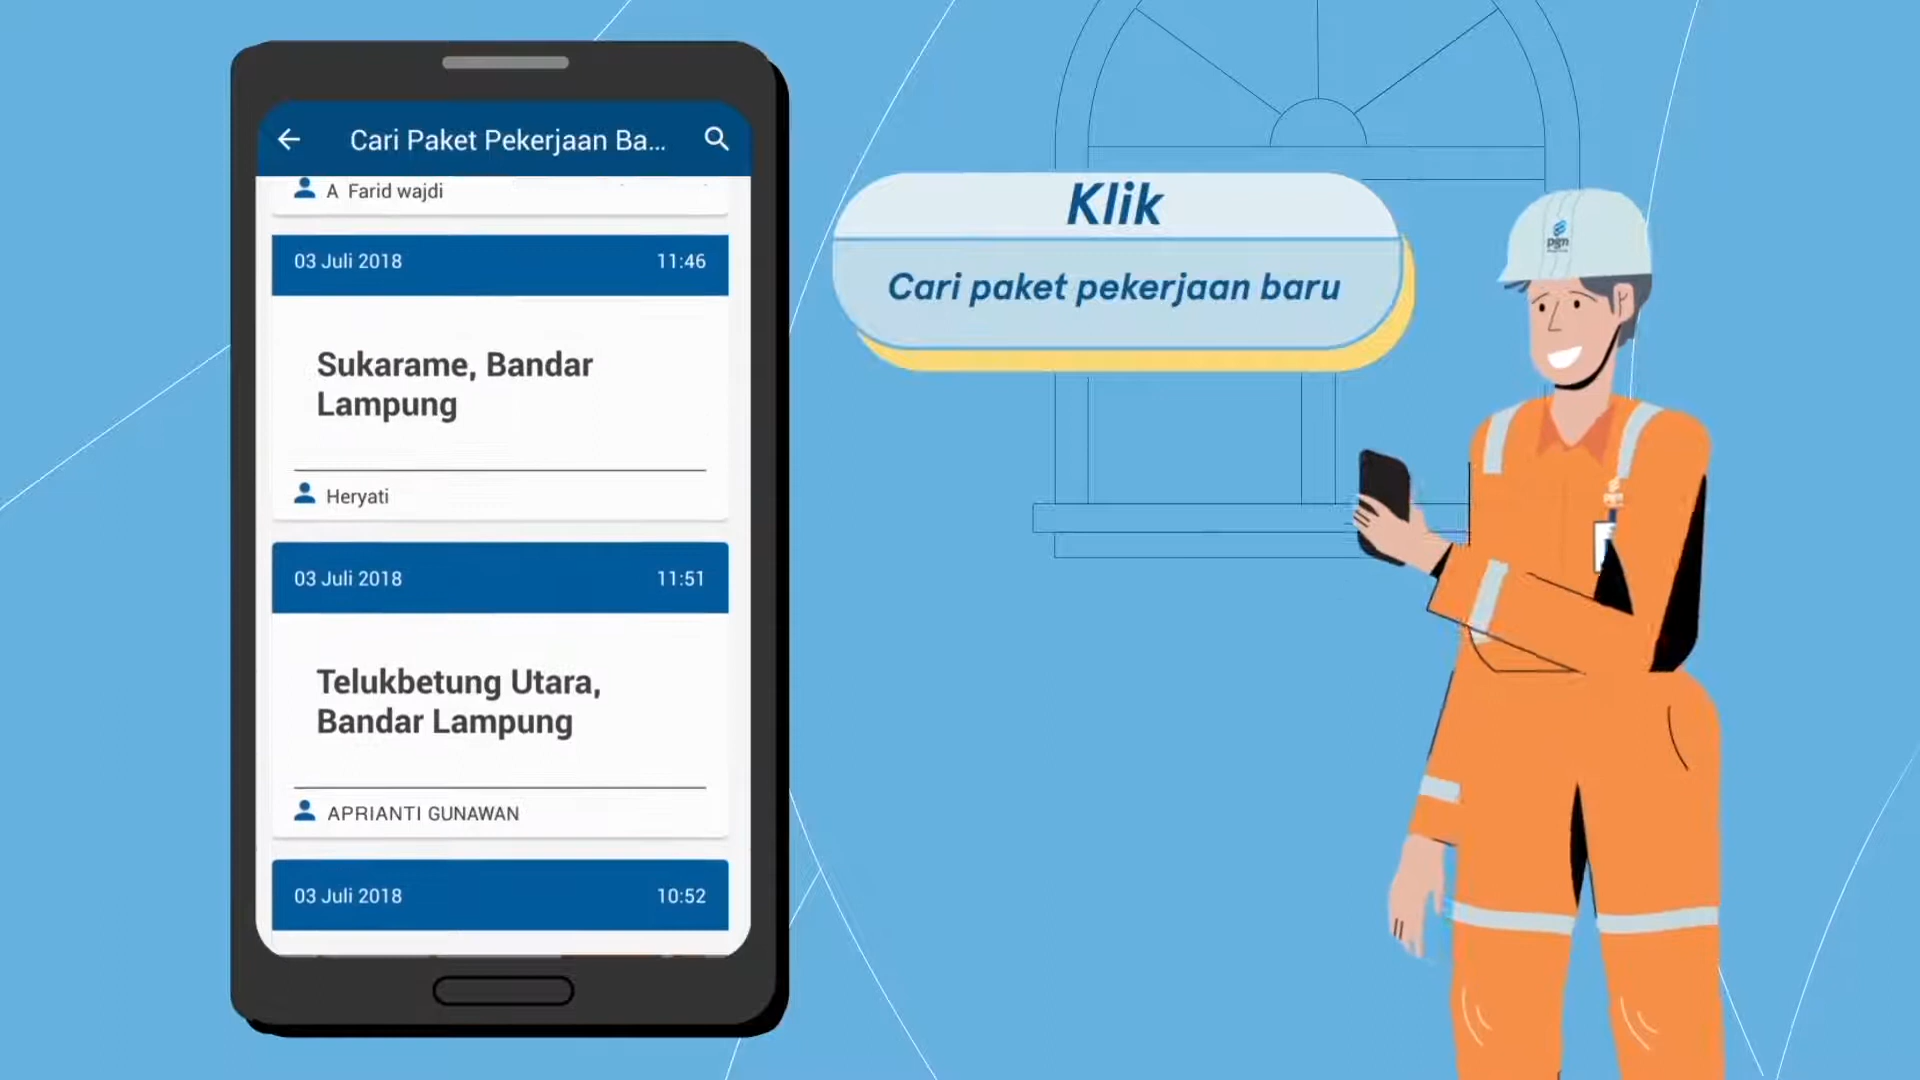 Cari Paket Pekerjaan Ba...
A Farid wajdi
03 Juli 2018 11:46
Sukarame, Bandar
Lampung
Heryati
03 Juli 2018 11:51
Telukbetung Utara,
Bandar Lampung
APRIANTI GUNAWAN
03 Juli 2018 10:52
Klik
Cari paket pekerjaan baru
pgn